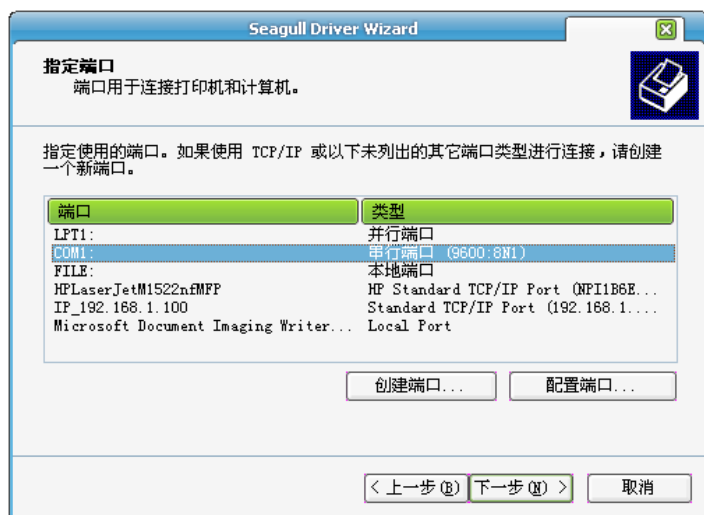 Seagull Driver Wizard
指定端口
端口用于连接打印机和计算机。
指定使用的端口。如果使用 TCP/IP 或以下未列出的其它端口类型进行连接，请创建
一个新端口。
端口 类型
LPT1: 并行端口
COM1: 串行端口 (9600:8N1)
FILE: 本地端口
HPLaserJetM1522nfMFP HP Standard TCP/IP Port (NPI1B6E...
IP_192.168.1.100 Standard TCP/IP Port (192.168.1....
Microsoft Document Imaging Writer... Local Port
创建端口... 配置端口...
< 上一步(B) 下一步(N) > 取消